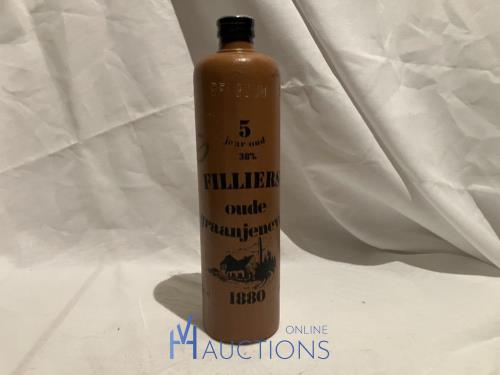 5
jaar oud
38%
FILLIERS
oude
graanjenever
1880
ONLINE
AUCTIONS